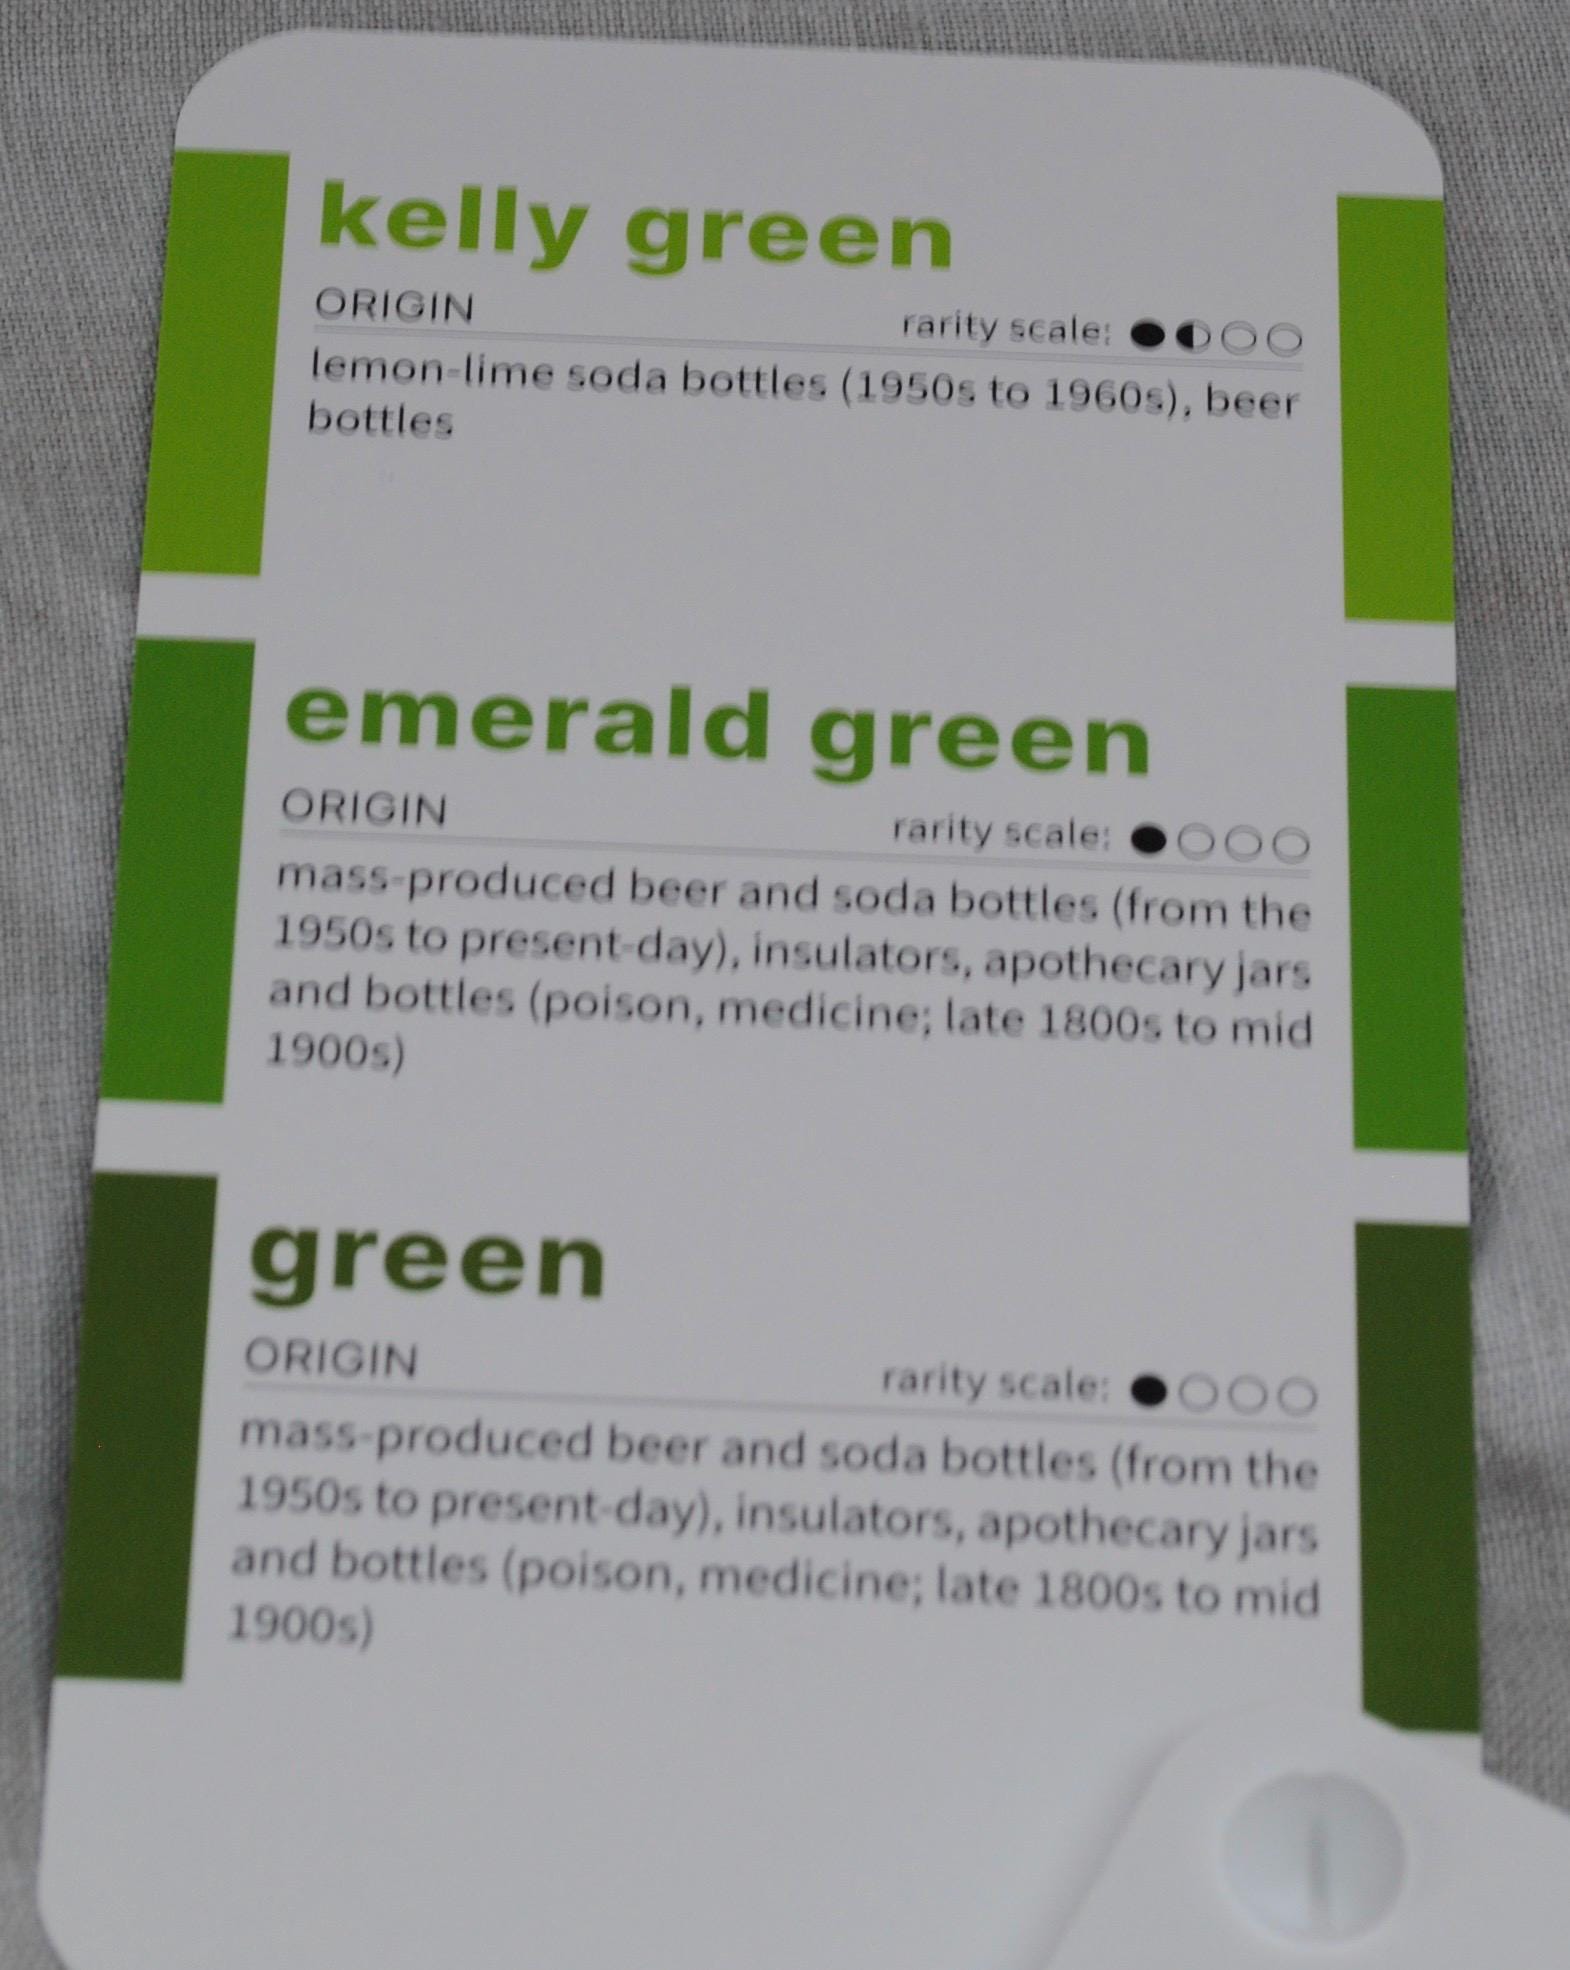 kelly green
ORIGIN rarity scale:
lemon-lime soda bottles (1950s to 1960s), beer
bottles
emerald green
ORIGIN rarity scale:
mass-produced beer and soda bottles (from the
1950s to present-day), insulators, apothecary jars
and bottles (poison, medicine; late 1800s to mid
1900s)
green
ORIGIN rarity scale:
mass-produced beer and soda bottles (from the
1950s to present-day), insulators, apothecary jars
and bottles (poison, medicine; late 1800s to mid
1900s)